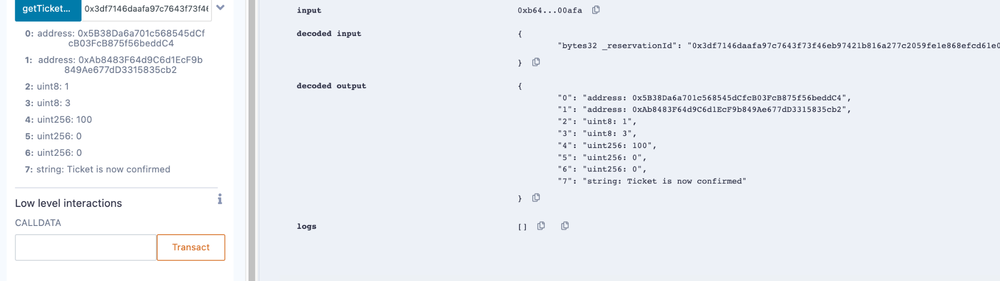 getTicket...
0x3df7146daafa97c7643f73f46
0: address: 0x5B38Da6a701c568545dCf
cB03FcB875f56beddC4
1: address: 0xAb8483F64d9C6d1EcF9b
849Ae677dD3315835cb2
2: uint8: 1
3: uint8: 3
4: uint256: 100
5: uint256: 0
6: uint256: 0
7: string: Ticket is now confirmed
Low level interactions
i
CALLDATA
Transact
input 0xb64...00afa
decoded input {
"bytes32 _reservationId": "0x3df7146daafa97c7643f73f46eb97421b816a277c2059fe1e868efcd61e0
}
decoded output {
"0": "address: 0x5B38Da6a701c568545dCfcB03FcB875f56beddC4",
"1": "address: 0xAb8483F64d9C6d1EcF9b849Ae677dD3315835cb2",
"2": "uint8: 1",
"3": "uint8: 3",
"4": "uint256: 100",
"5": "uint256: 0",
"6": "uint256: 0",
"7": "string: Ticket is now confirmed"
}
logs []